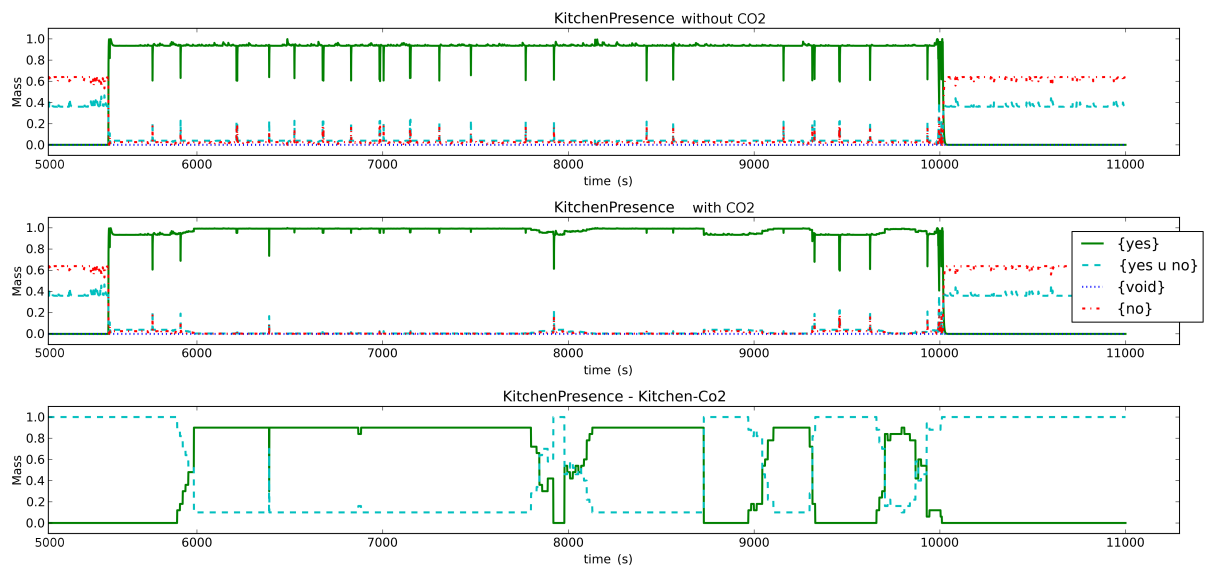 KitchenPresence without CO2
Mass
1.0
0.8
0.6
0.4
0.2
0.0
5000 6000 7000 8000 9000 10000 11000
time (s)
KitchenPresence with CO2
Mass
1.0
0.8
0.6
0.4
0.2
0.0
{yes}
{yes u no}
{void}
{no}
5000 6000 7000 8000 9000 10000 11000
time (s)
KitchenPresence - Kitchen-Co2
Mass
1.0
0.8
0.6
0.4
0.2
0.0
5000 6000 7000 8000 9000 10000 11000
time (s)